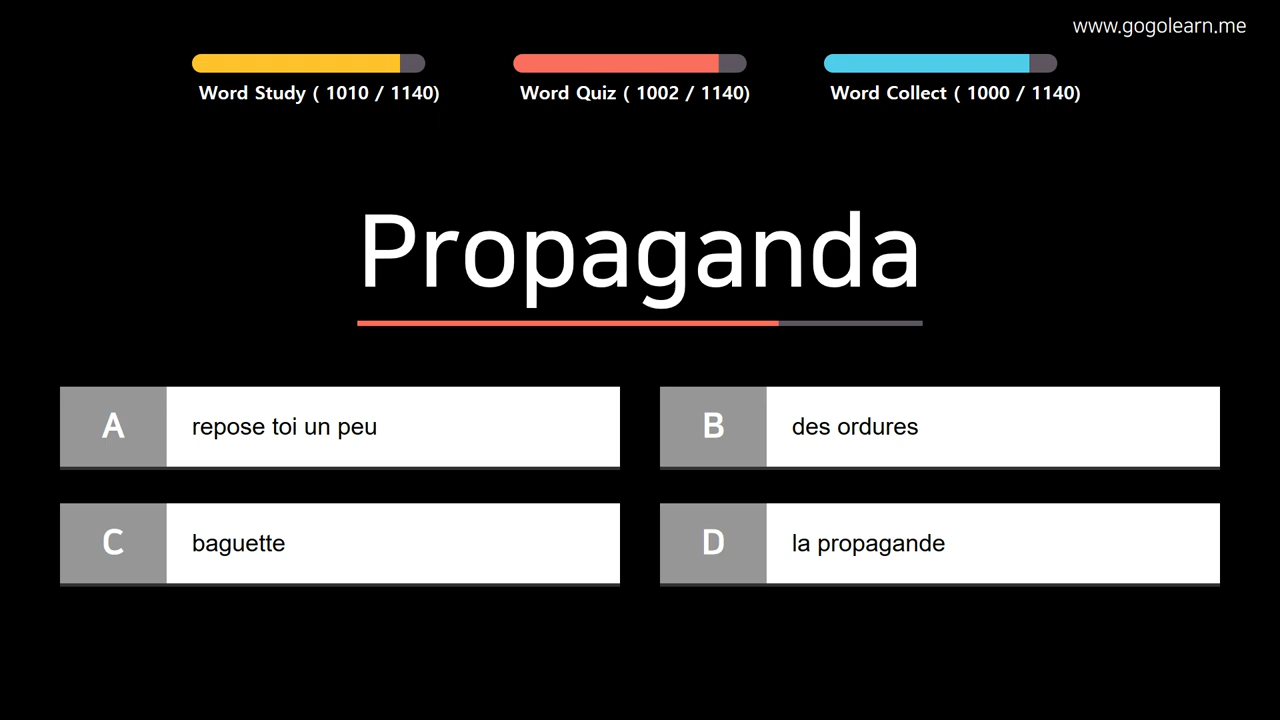 www.gogolearn.me
Word Study ( 1010 / 1140)
Word Quiz ( 1002 / 1140)
Word Collect ( 1000 / 1140)
Propaganda
A
repose toi un peu
B
des ordures
C
baguette
D
la propagande